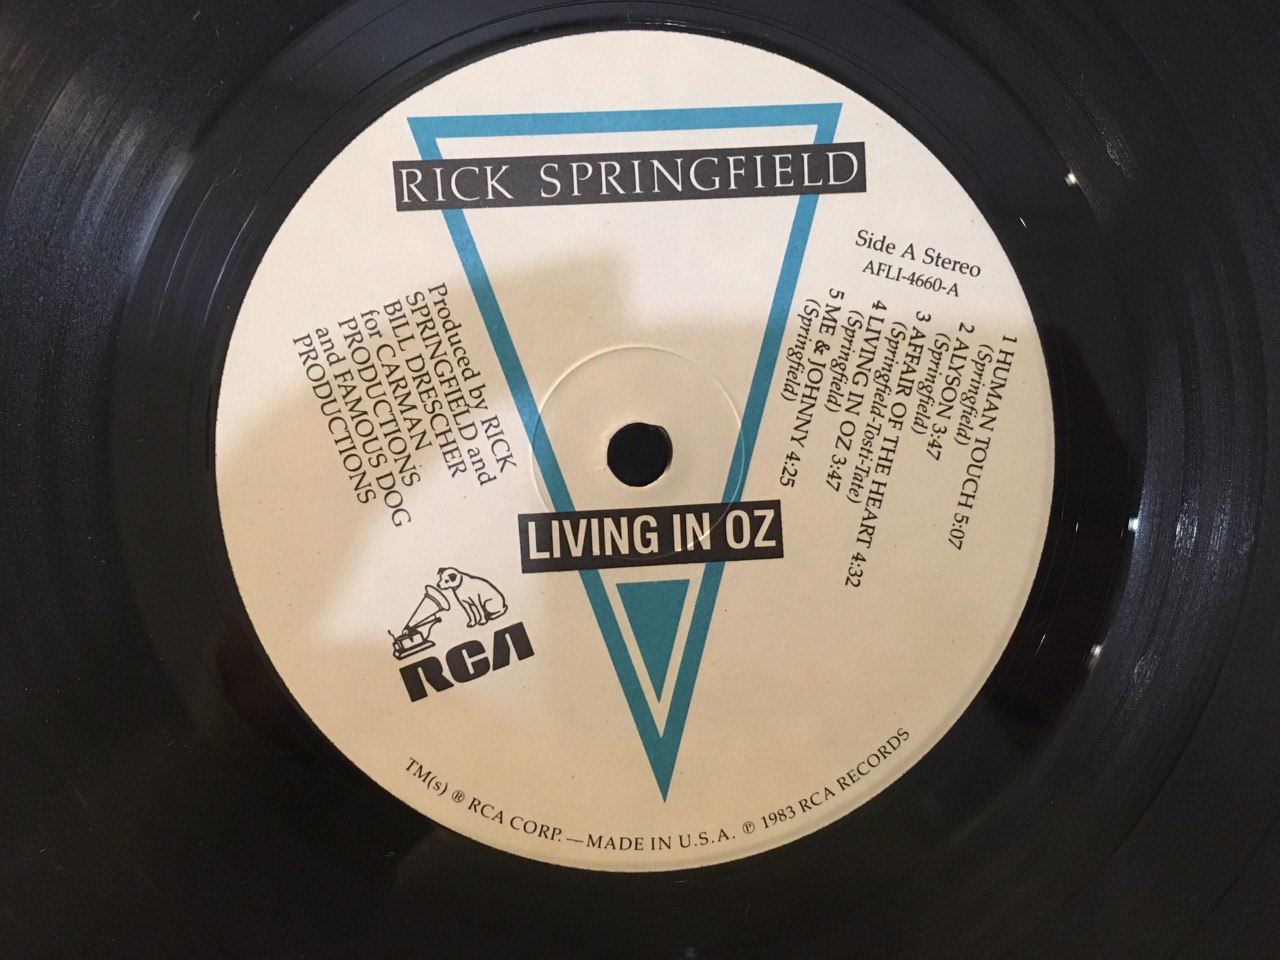 RICK SPRINGFIELD
Side A Stereo
AFLI-4660-A
1 HUMAN TOUCH 5:07
(Springfield)
2 ALYSON 3:47
(Springfield)
3 AFFAIR OF THE HEART 4:32
(Springfield-Tosti-Tate)
4 LIVING IN OZ 3:47
(Springfield)
5 ME & JOHNNY 4:25
(Springfield)
Produced by RICK
SPRINGFIELD and
BILL DRESCHER
for CARMAN
PRODUCTIONS
and FAMOUS DOG
PRODUCTIONS
LIVING IN OZ
RCA
TM(s) ® RCA CORP.—MADE IN U.S.A. ℗ 1983 RCA RECORDS